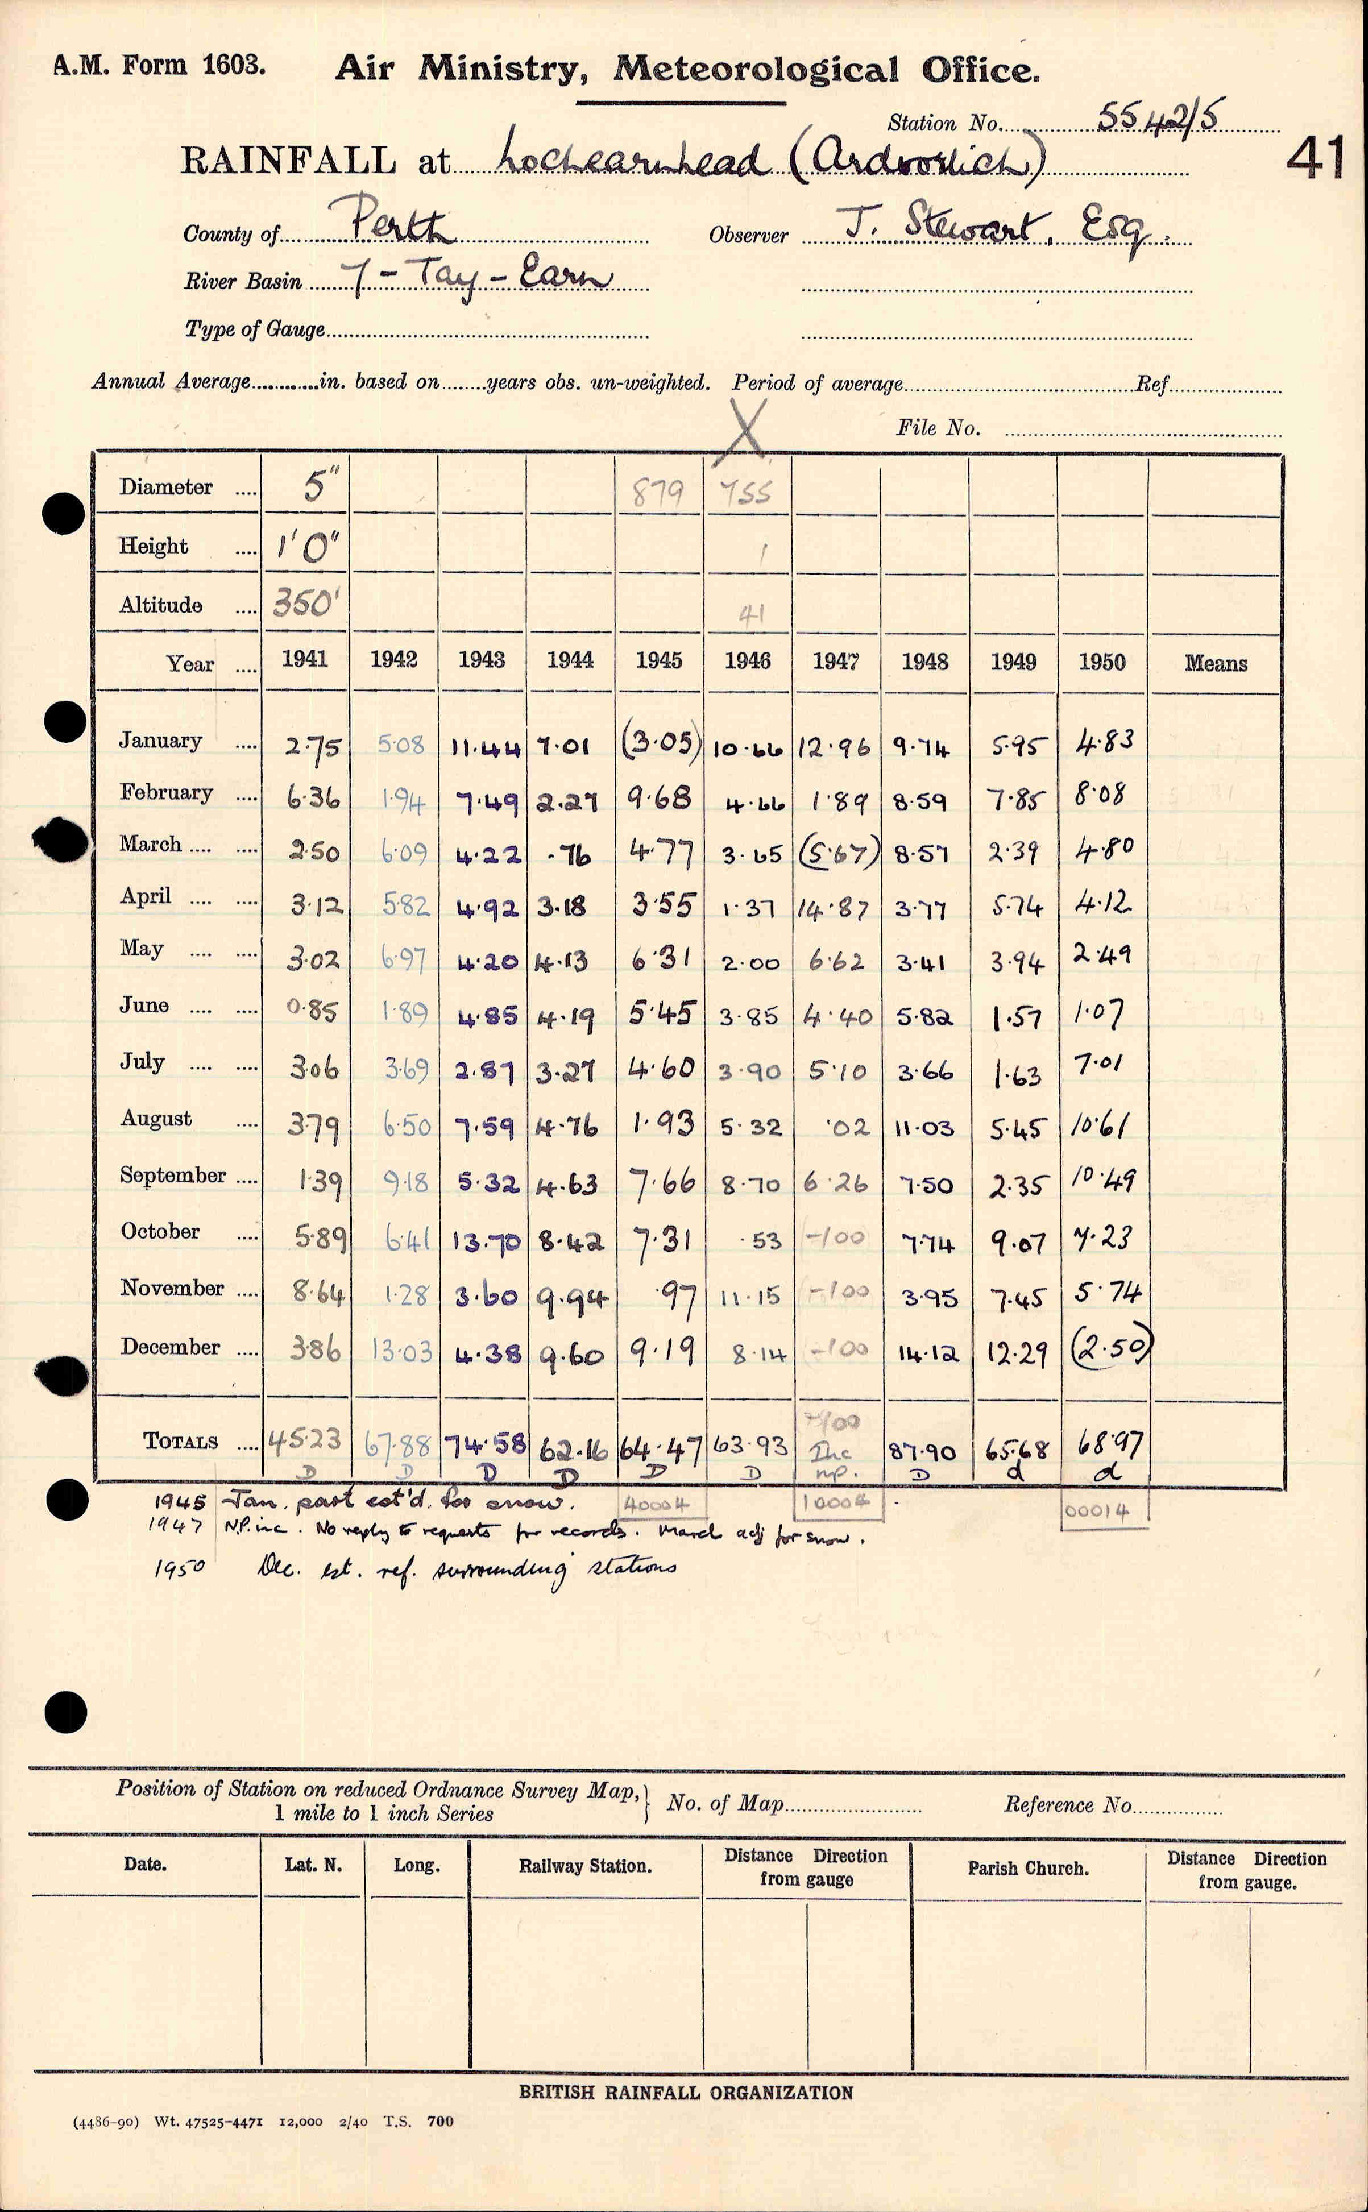 A.M. Form 1603. Air Ministry, Meteorological Office.
Station No. 5542/5
41
RAINFALL at Lochearnhead (Ardvorlich)
County of Perth Observer J. Stewart, Esq.
River Basin 7 - Tay - Earn
Type of Gauge
Annual Average in. based on years obs. un-weighted. Period of average Ref.
X
File No.
Diameter .... 5" 879 755
Height .... 1'0" 1
Altitude .... 350' 41
Year .... 1941 1942 1943 1944 1945 1946 1947 1948 1949 1950 Means
January .... 2.75 5.08 11.44 7.01 (3.05) 10.66 12.96 9.74 5.95 4.83
February .... 6.36 1.94 7.49 2.27 9.68 4.66 1.89 8.59 7.85 8.08
March .... .... 2.50 6.09 4.22 .76 4.77 3.65 (5.67) 8.57 2.39 4.80
April .... .... 3.12 5.82 4.92 3.18 3.55 1.37 14.87 3.77 5.74 4.12
May .... .... 3.02 6.97 4.20 4.13 6.31 2.00 6.62 3.41 3.94 2.49
June .... .... 0.85 1.89 4.85 4.19 5.45 3.85 4.40 5.82 1.57 1.07
July .... .... 3.06 3.69 2.87 3.27 4.60 3.90 5.10 3.66 1.63 7.01
August .... 3.79 6.50 7.59 4.76 1.93 5.32 .02 11.03 5.45 10.61
September .... 1.39 9.18 5.32 4.63 7.66 8.70 6.26 7.50 2.35 10.49
October .... 5.89 6.41 13.70 8.42 7.31 .53 -100 7.74 9.07 7.23
November .... 8.64 1.28 3.60 9.94 .97 11.15 -100 3.95 7.45 5.74
December .... 3.86 13.03 4.38 9.60 9.19 8.14 -100 14.12 12.29 (2.50)
-100
TOTALS .... 45.23 67.88 74.58 62.16 64.47 63.93 Inc 87.90 65.68 68.97
D D D D D D np. D d d
1945 Jan. part est'd. for snow. 40004 10004 00014
1947 N.P. inc. No reply to requests for records. March adj for snow.
1950 Dec. est. ref. surrounding stations
Position of Station on reduced Ordnance Survey Map,} No. of Map Reference No.
1 mile to 1 inch Series
Date. Lat. N. Long. Railway Station. Distance Direction from gauge Parish Church. Distance Direction from gauge.
BRITISH RAINFALL ORGANIZATION
(4486-90) Wt. 47525-4471 12,000 2/40 T.S. 700